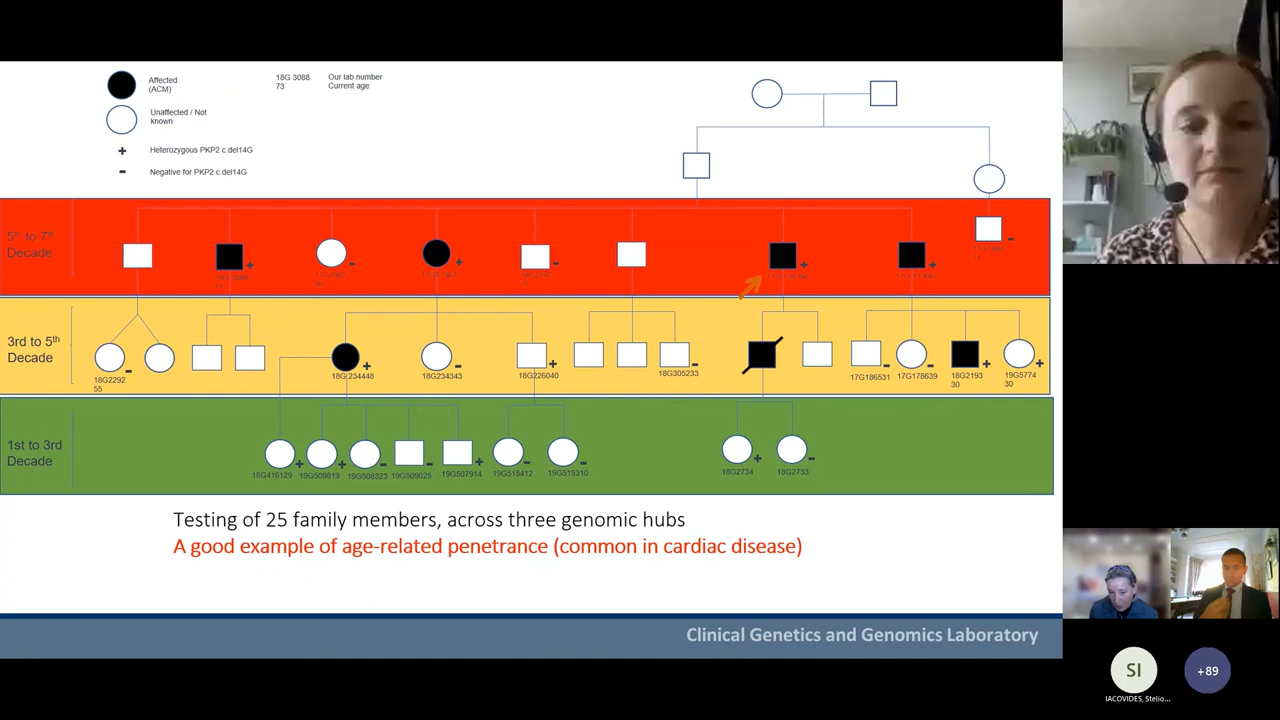 Affected
(ACM)
18G 3088
73
Our lab number
Current age
Unaffected / Not
known
+ Heterozygous PKP2 c.del14G
- Negative for PKP2 c.del14G
5th to 7th
Decade
3rd to 5th
Decade
18G2292
55
18G234448
18G234343
18G226040
18G305233
17G186531
17G178639
18G2193
30
19G5774
30
1st to 3rd
Decade
18G416129
19G509819
19G508323
19G509025
19G507914
19G515412
19G515310
18G2734
18G2733
Testing of 25 family members, across three genomic hubs
A good example of age-related penetrance (common in cardiac disease)
Clinical Genetics and Genomics Laboratory
SI
+89
IACOVIDES, Stelio...